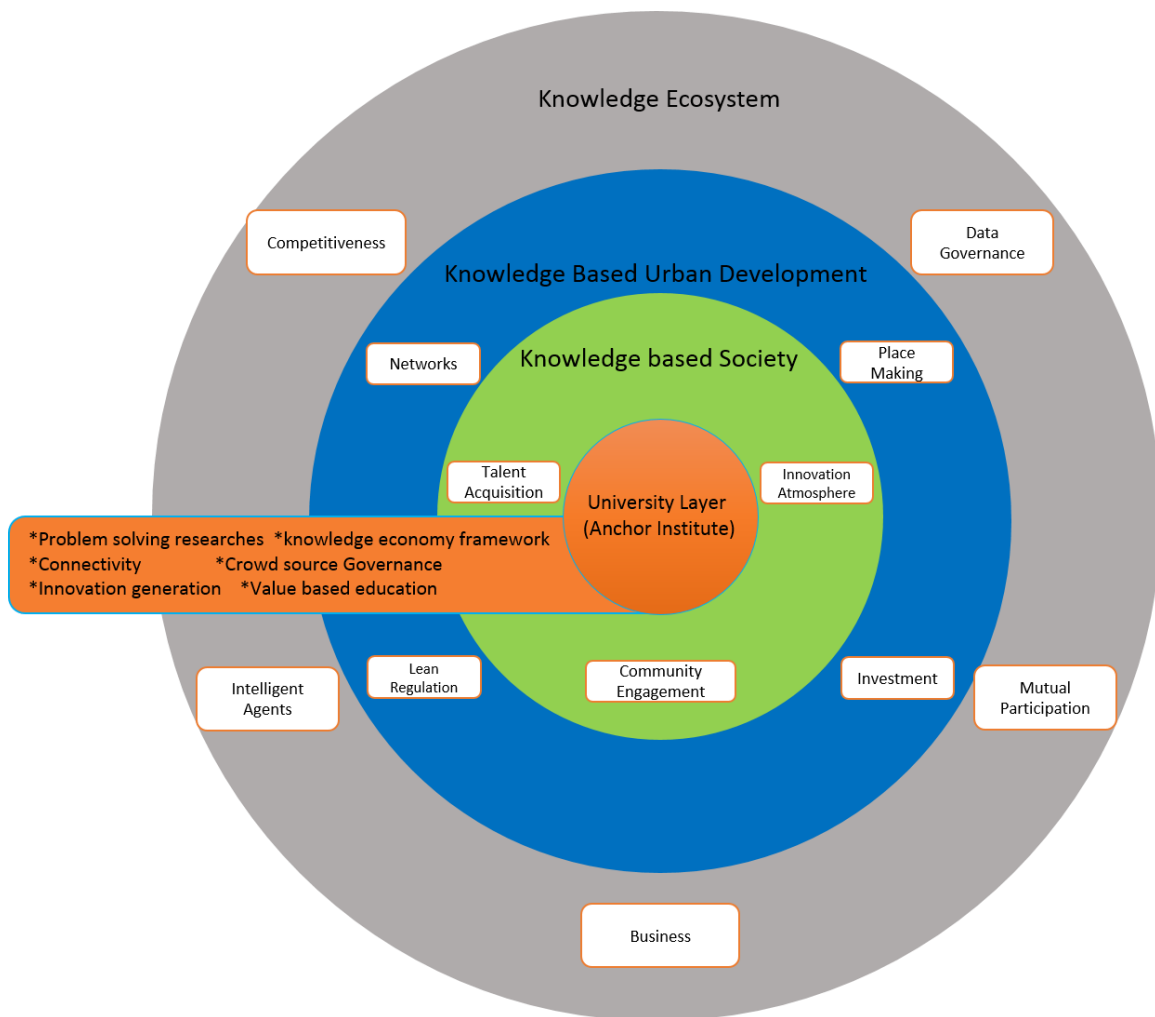 Knowledge Ecosystem
Competitiveness
Data
Governance
Knowledge Based Urban Development
Networks
Place
Making
Knowledge based Society
Talent
Acquisition
Innovation
Atmosphere
University Layer
(Anchor Institute)
*Problem solving researches *knowledge economy framework
*Connectivity *Crowd source Governance
*Innovation generation *Value based education
Intelligent
Agents
Lean
Regulation
Community
Engagement
Investment
Mutual
Participation
Business